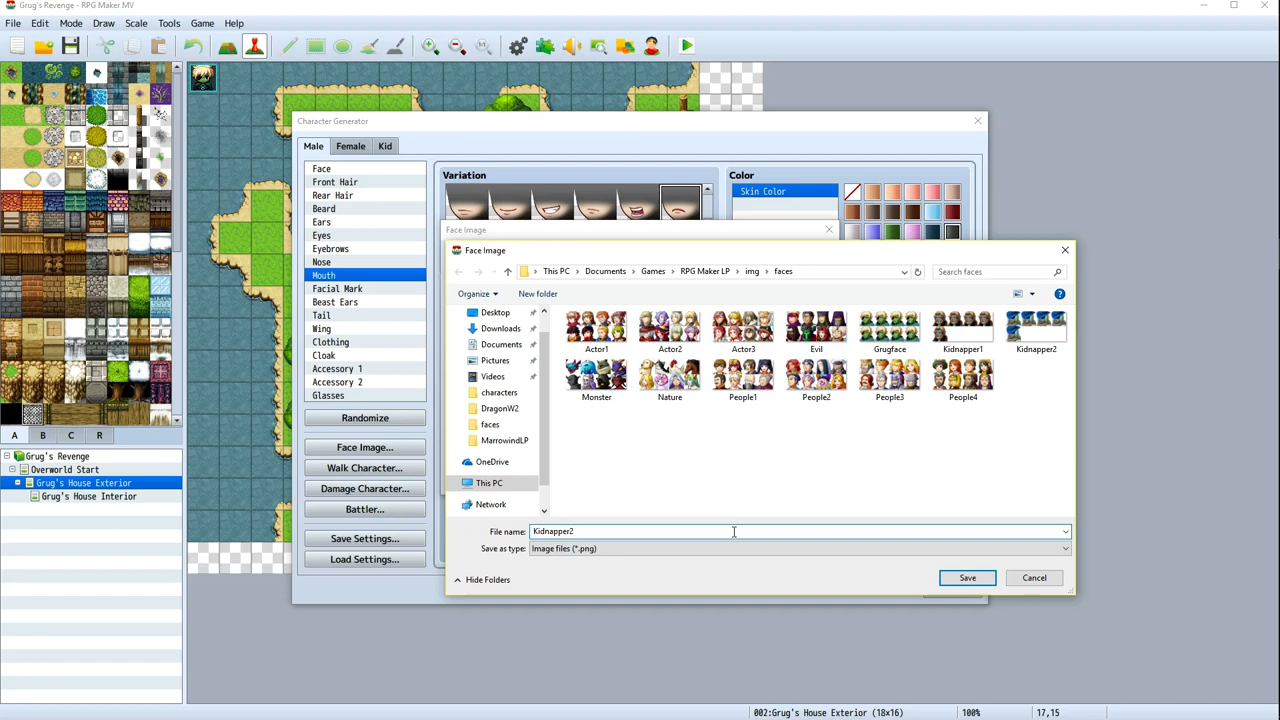 Grug's Revenge - RPG Maker MV
File Edit Mode Draw Scale Tools Game Help
Character Generator
Male Female Kid
Face
Front Hair
Rear Hair
Beard
Ears
Eyes
Eyebrows
Nose
Mouth
Facial Mark
Beast Ears
Tail
Wing
Clothing
Cloak
Accessory 1
Accessory 2
Glasses
Randomize
Face Image...
Walk Character...
Damage Character...
Battler...
Save Settings...
Load Settings...
Variation
Color
Skin Color
Face Image
Face Image
This PC Documents Games RPG Maker LP img faces
Search faces
Organize New folder
Desktop
Downloads
Documents
Pictures
Videos
characters
DragonW2
faces
MarrowindLP
OneDrive
This PC
Network
Actor1 Actor2 Actor3 Evil Grugface Kidnapper1 Kidnapper2
Monster Nature People1 People2 People3 People4
File name: Kidnapper2
Save as type: Image files (*.png)
Hide Folders
Save Cancel
A B C R
Grug's Revenge
Overworld Start
Grug's House Exterior
Grug's House Interior
002:Grug's House Exterior (18x16) 100% 17,15